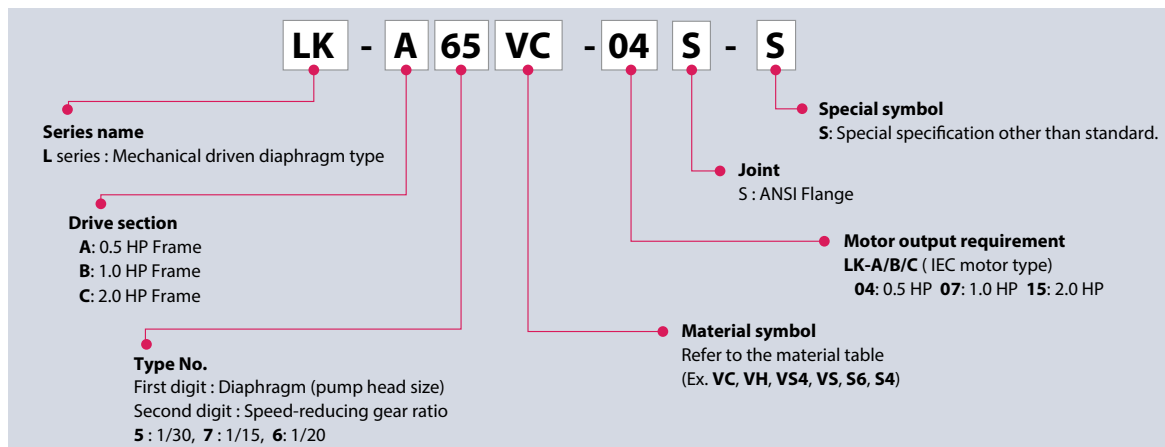 LK - A 65 VC - 04 S - S
Series name
L series : Mechanical driven diaphragm type
Drive section
A: 0.5 HP Frame
B: 1.0 HP Frame
C: 2.0 HP Frame
Type No.
First digit : Diaphragm (pump head size)
Second digit : Speed-reducing gear ratio
5 : 1/30, 7 : 1/15, 6: 1/20
Special symbol
S: Special specification other than standard.
Joint
S : ANSI Flange
Motor output requirement
LK-A/B/C ( IEC motor type)
04: 0.5 HP 07: 1.0 HP 15: 2.0 HP
Material symbol
Refer to the material table
(Ex. VC, VH, VS4, VS, S6, S4)